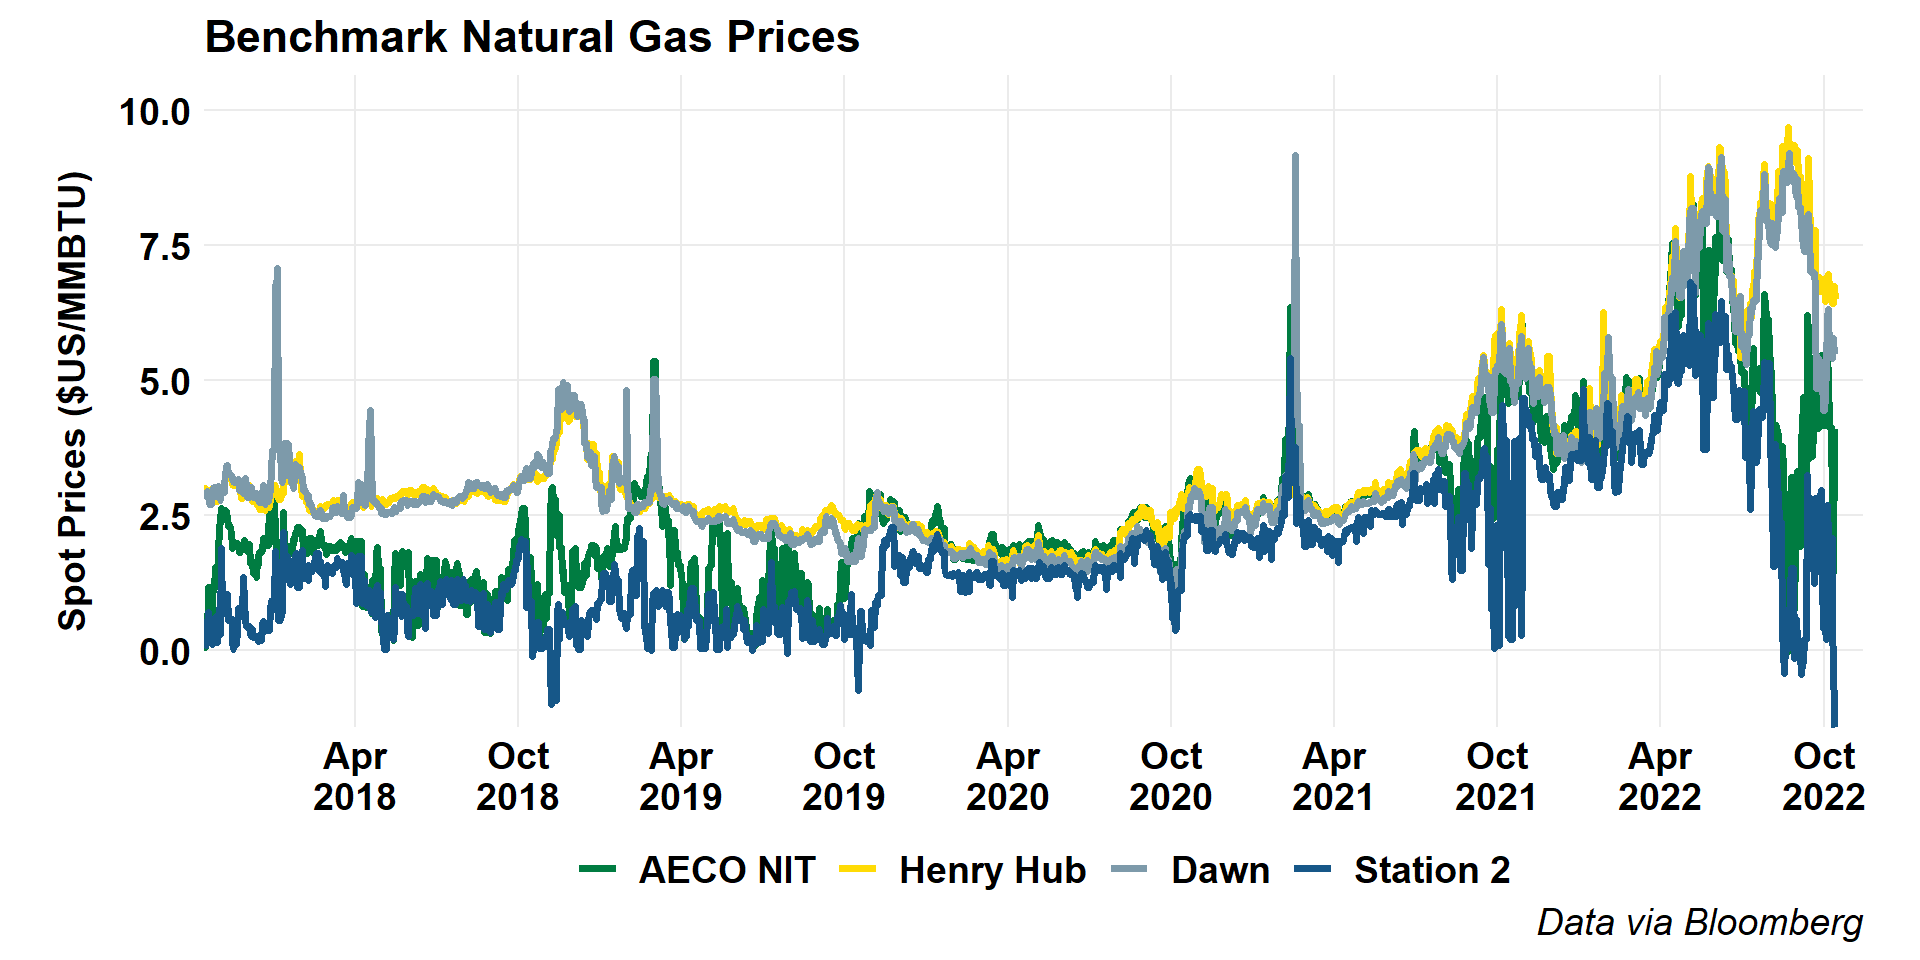 Benchmark Natural Gas Prices
Spot Prices ($US/MMBTU)
10.0
7.5
5.0
2.5
0.0
Apr 2018
Oct 2018
Apr 2019
Oct 2019
Apr 2020
Oct 2020
Apr 2021
Oct 2021
Apr 2022
Oct 2022
AECO NIT Henry Hub Dawn Station 2
Data via Bloomberg